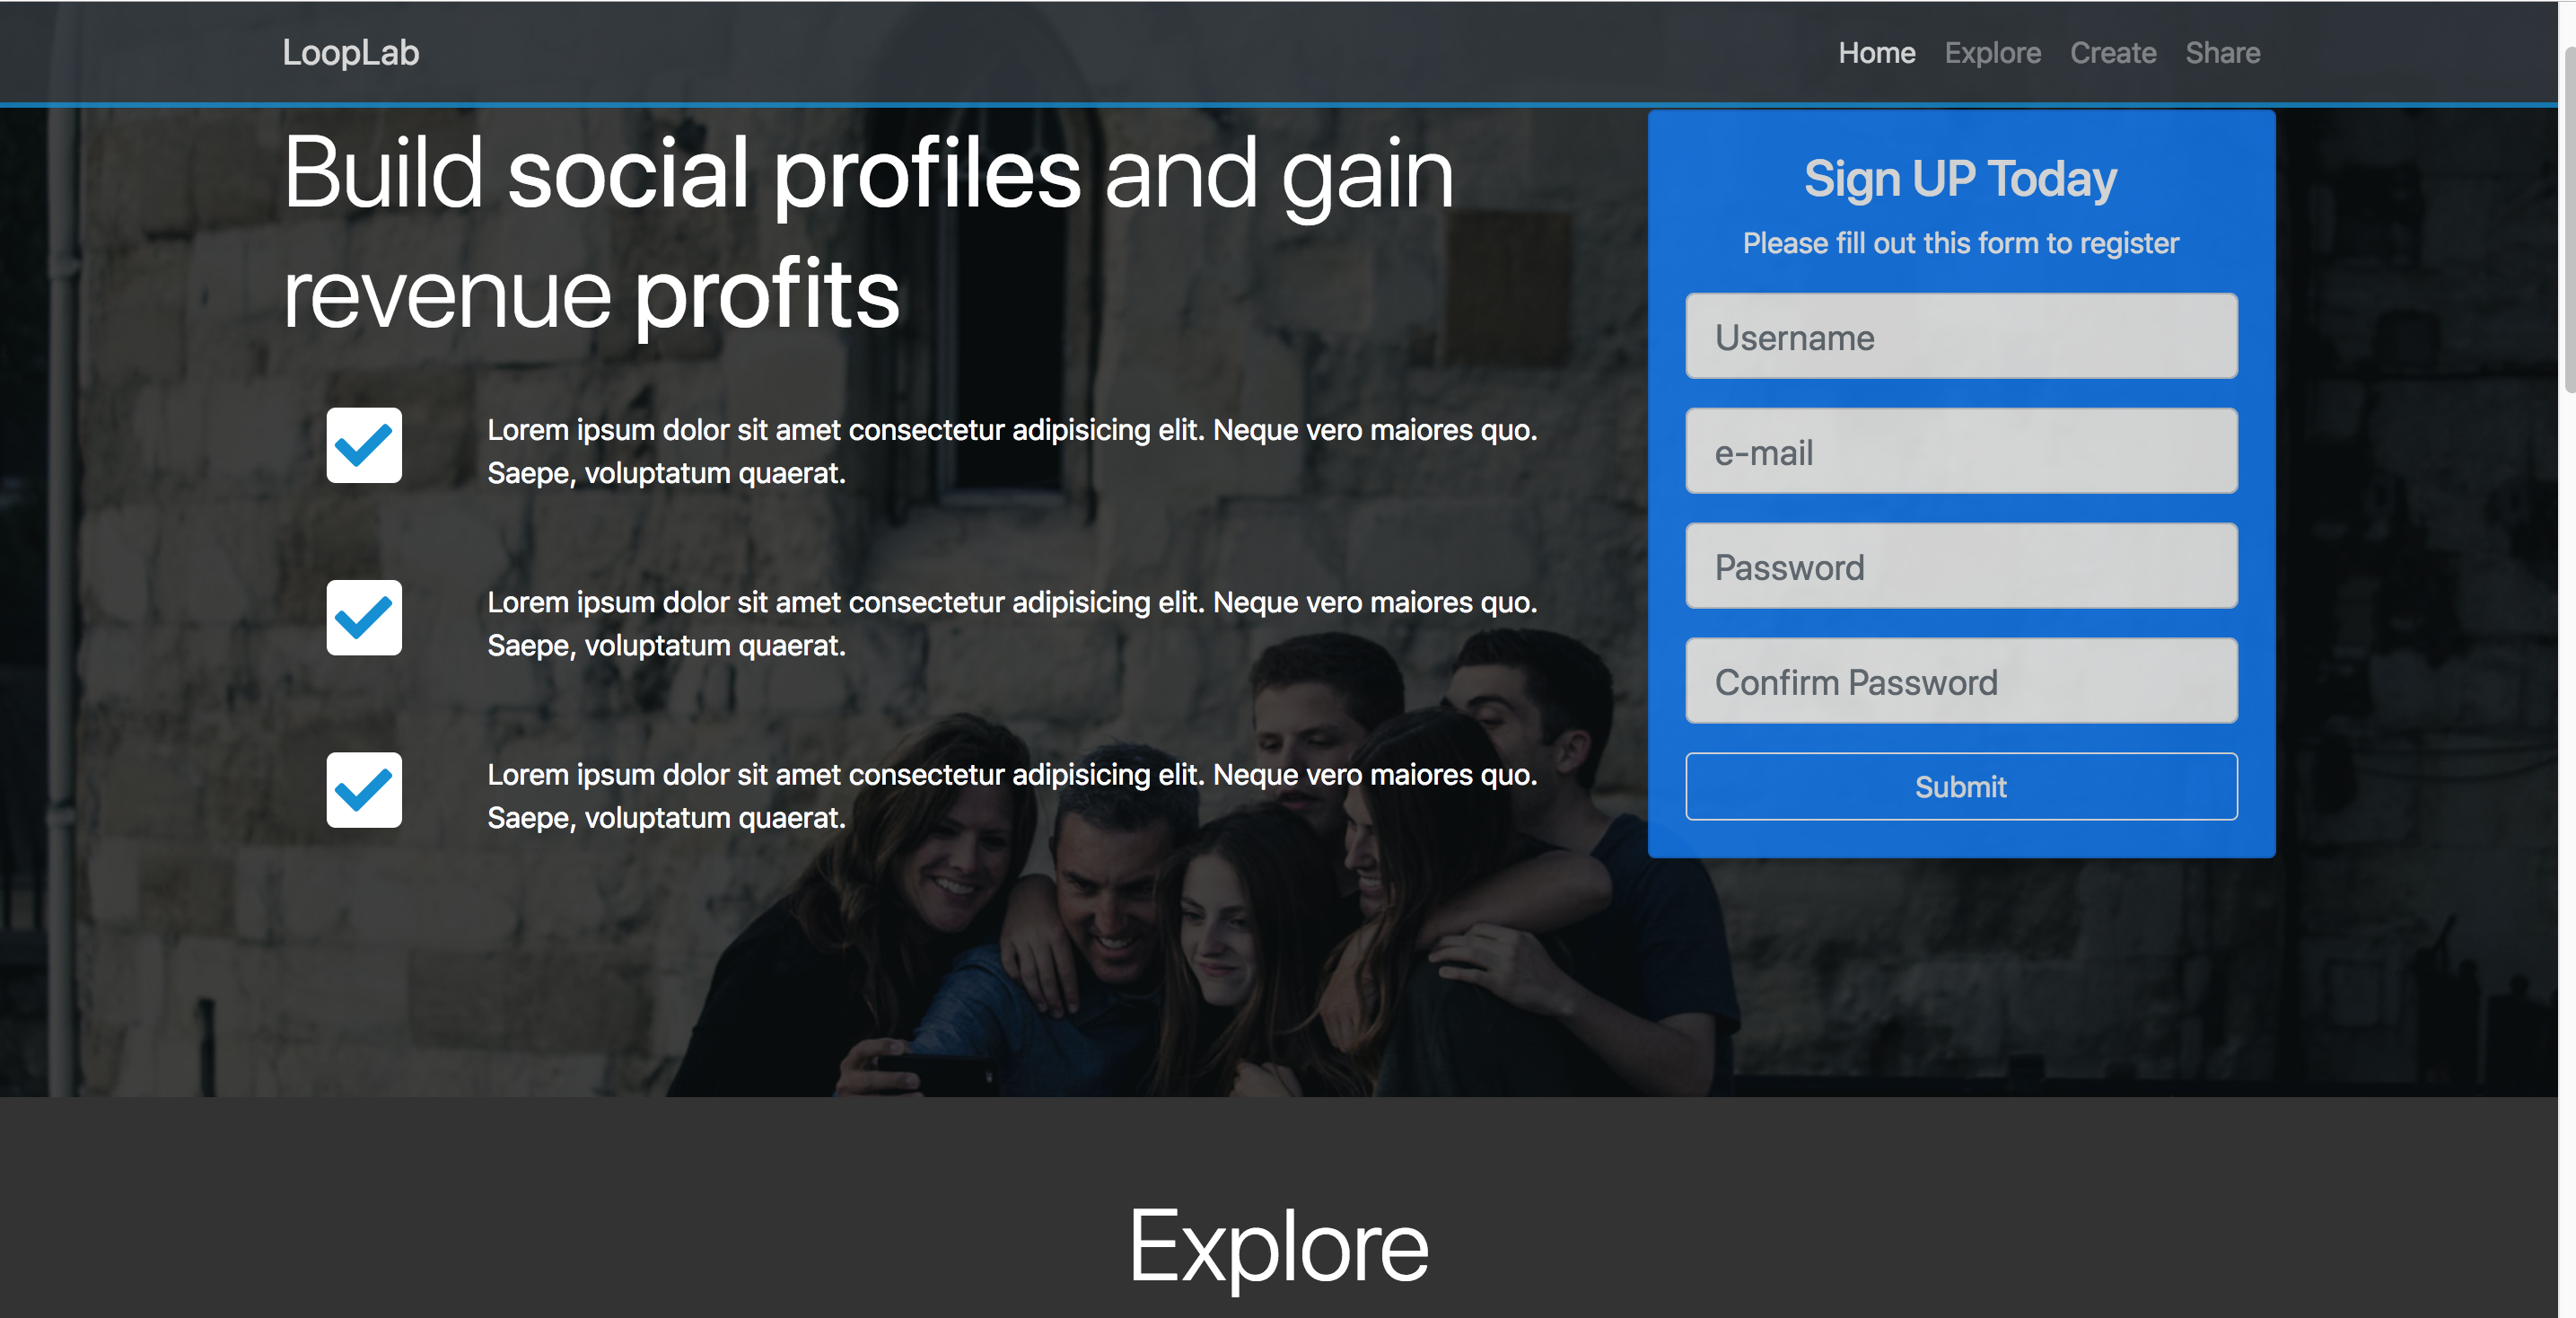 LoopLab
Home Explore Create Share
Build social profiles and gain
revenue profits
Lorem ipsum dolor sit amet consectetur adipisicing elit. Neque vero maiores quo.
Saepe, voluptatum quaerat.
Lorem ipsum dolor sit amet consectetur adipisicing elit. Neque vero maiores quo.
Saepe, voluptatum quaerat.
Lorem ipsum dolor sit amet consectetur adipisicing elit. Neque vero maiores quo.
Saepe, voluptatum quaerat.
Sign UP Today
Please fill out this form to register
Username
e-mail
Password
Confirm Password
Submit
Explore